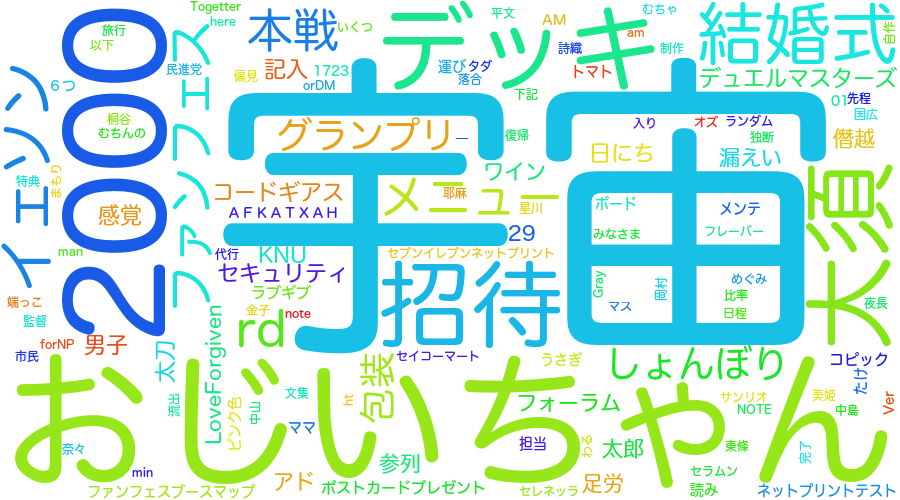 Togetter
here
旅行
以下
イエソン
2000
民進党
6つ
ファンフェス
本戦
いくつ
偏見
記入
1723
orDM
デッキ
平文
AM
むちゃ
am
詩織
制作
運び
タダ
落合
トマト
下記
結婚式
自作
デュエルマスターズ
01
先程
国広
桐谷
むちんの
特典
まもり
感覚
グランプリ
一
復帰
入り
オズ
ランダム
独断
僭越
宇宙
日にち
漏えい
コードギアス
メニュー
耶麻
ワイン
星川
AFKATXAH
ボード
メンテ
みなさま
フレーバー
大須
man
代行
KNU
29
セキュリティ
セブンイレブンネットプリント
招待
ラブギブ
Gray
岡村
めぐみ
比率
マス
日程
夜長
端っこ
監督
金子
note
rd
forNP
男子
市民
LoveForgiven
太刀
包装
セイコーマート
うさぎ
しょんぼり
コピック
たけ
おじいちゃん
流出
ピンク色
中山
文集
ht
ママ
フォーラム
サンリオ
NOTE
美姫
中島
Ver
奈々
担当
わる
太郎
東條
完了
min
アド
参列
足労
セラムン
読み
ファンフェスブースマップ
ポストカードプレゼント
セレネッラ
ネットプリントテスト